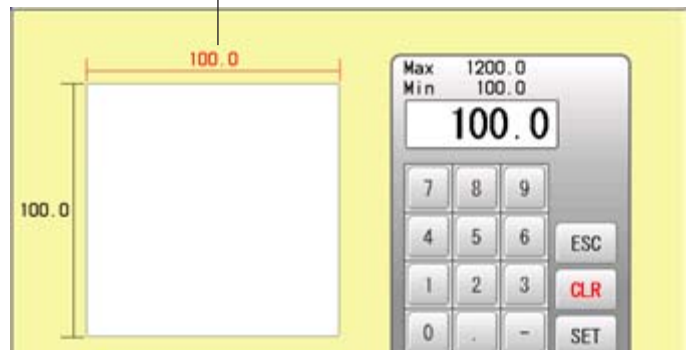 100.0
100.0
Max 1200.0
Min 100.0
100.0
7 8 9
4 5 6 ESC
1 2 3 CLR
0 . - SET